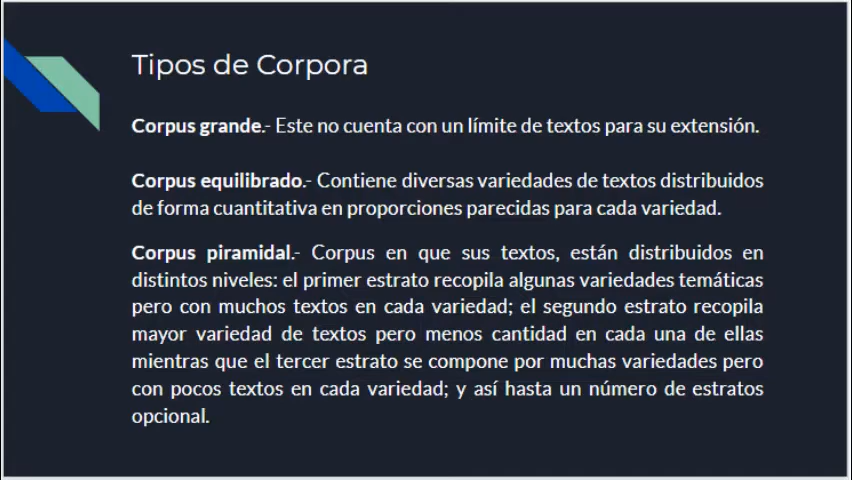 Tipos de Corpora
Corpus grande.- Este no cuenta con un límite de textos para su extensión.
Corpus equilibrado.- Contiene diversas variedades de textos distribuidos
de forma cuantitativa en proporciones parecidas para cada variedad.
Corpus piramidal.- Corpus en que sus textos, están distribuidos en
distintos niveles: el primer estrato recopila algunas variedades temáticas
pero con muchos textos en cada variedad; el segundo estrato recopila
mayor variedad de textos pero menos cantidad en cada una de ellas
mientras que el tercer estrato se compone por muchas variedades pero
con pocos textos en cada variedad; y así hasta un número de estratos
opcional.